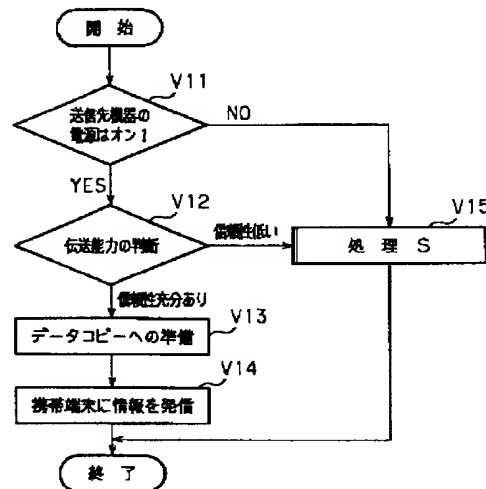 開 始
V11
送信先機器の
電源はオン?
NO
YES
V12
伝送能力の判断
信頼性低い
V15
処 理 S
信頼性充分あり
V13
データコピーへの準備
V14
携帯端末に情報を発信
終 了